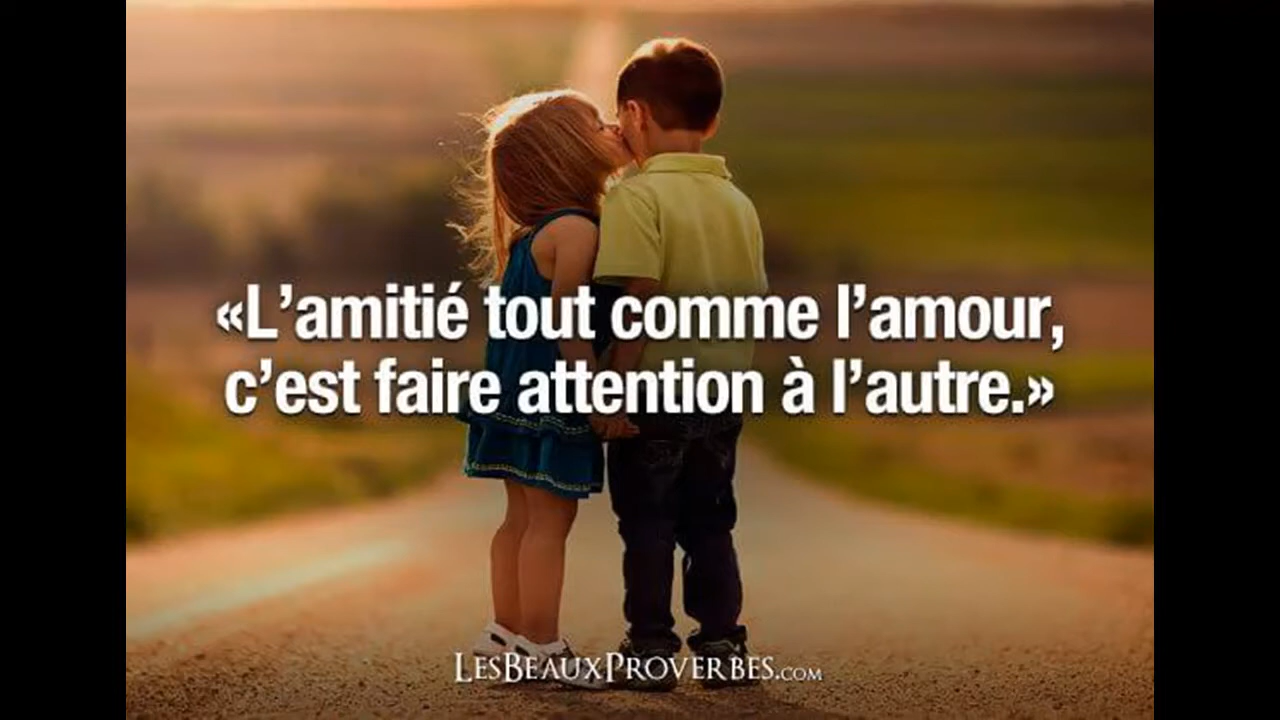 «L’amitié tout comme l’amour,
c’est faire attention à l’autre.»
LESBEAUXPROVERBES.COM